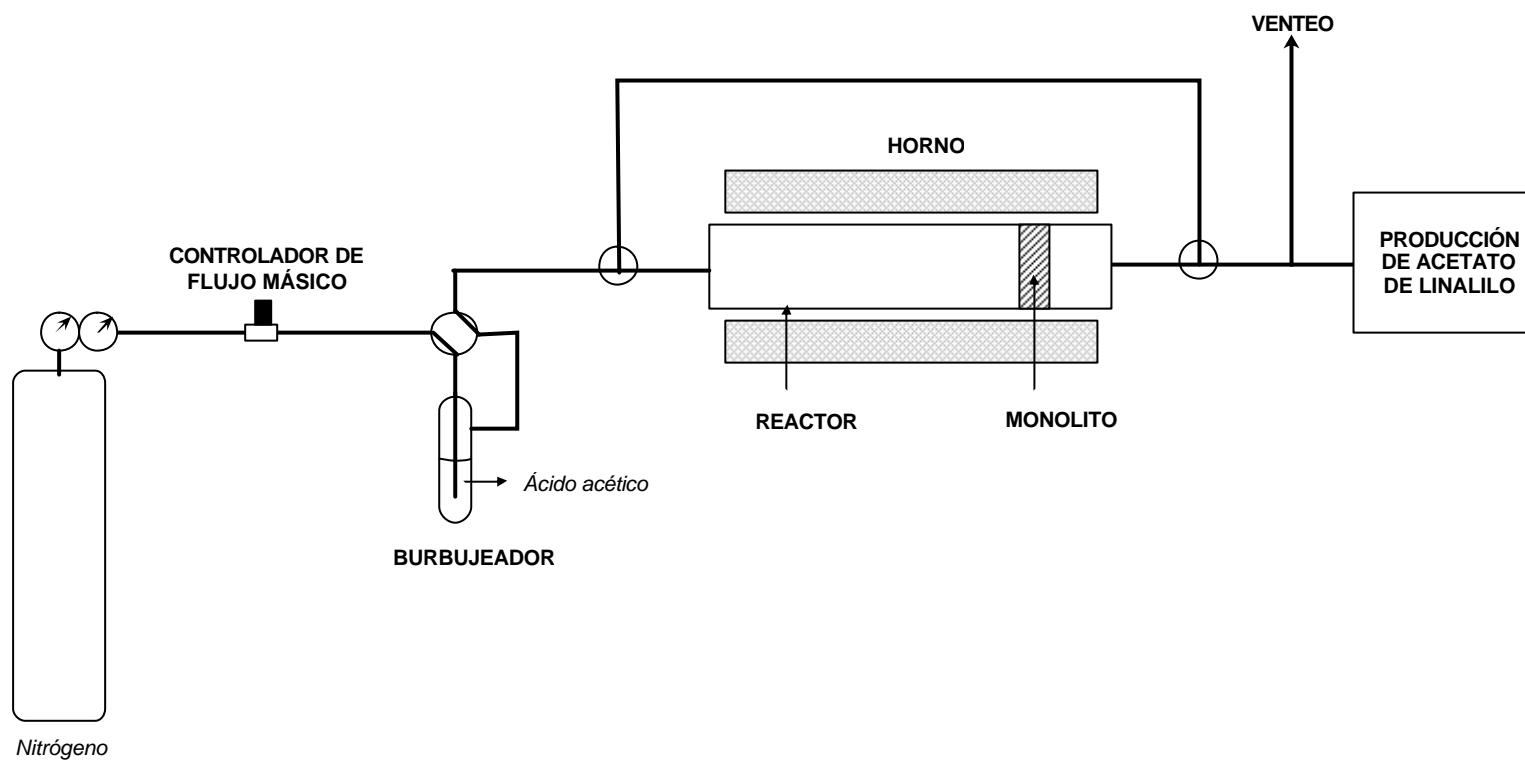 VENTEO
HORNO
CONTROLADOR DE
FLUJO MÁSICO
PRODUCCIÓN
DE ACETATO
DE LINALILO
REACTOR
MONOLITO
Ácido acético
BURBUJEADOR
Nitrógeno